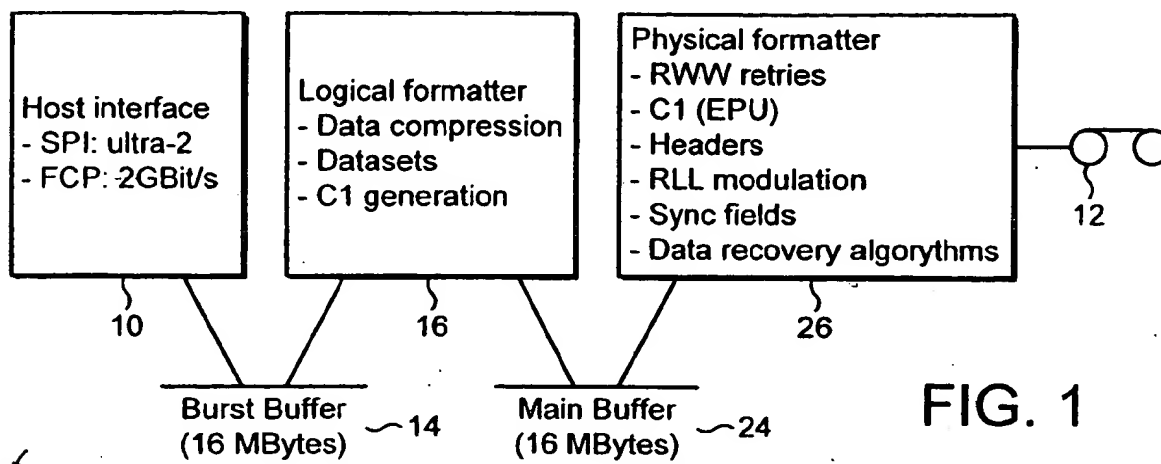 Host interface
- SPI: ultra-2
- FCP: 2GBit/s
10
Logical formatter
- Data compression
- Datasets
- C1 generation
16
Physical formatter
- RWW retries
- C1 (EPU)
- Headers
- RLL modulation
- Sync fields
- Data recovery algorythms
26
12
Burst Buffer
(16 MBytes)
14
Main Buffer
(16 MBytes)
24
FIG. 1